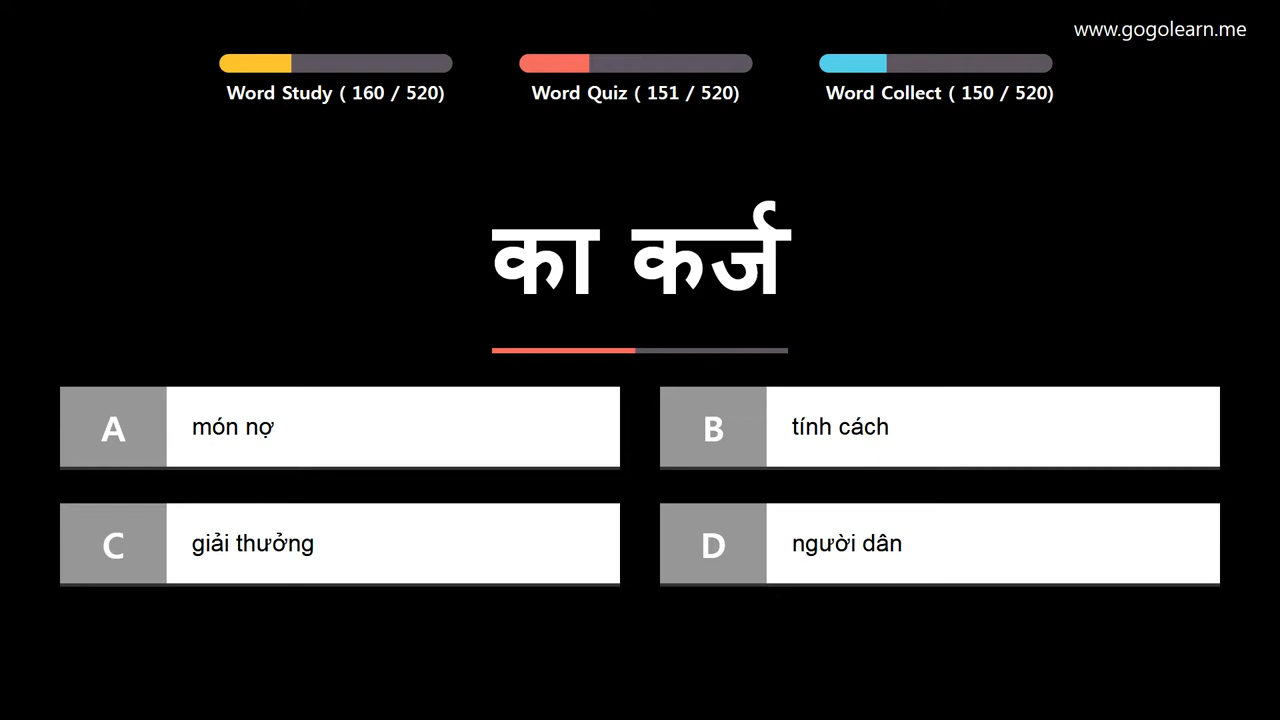 www.gogolearn.me
Word Study ( 160 / 520)
Word Quiz ( 151 / 520)
Word Collect ( 150 / 520)
का कर्ज
A món nợ
B tính cách
C giải thưởng
D người dân